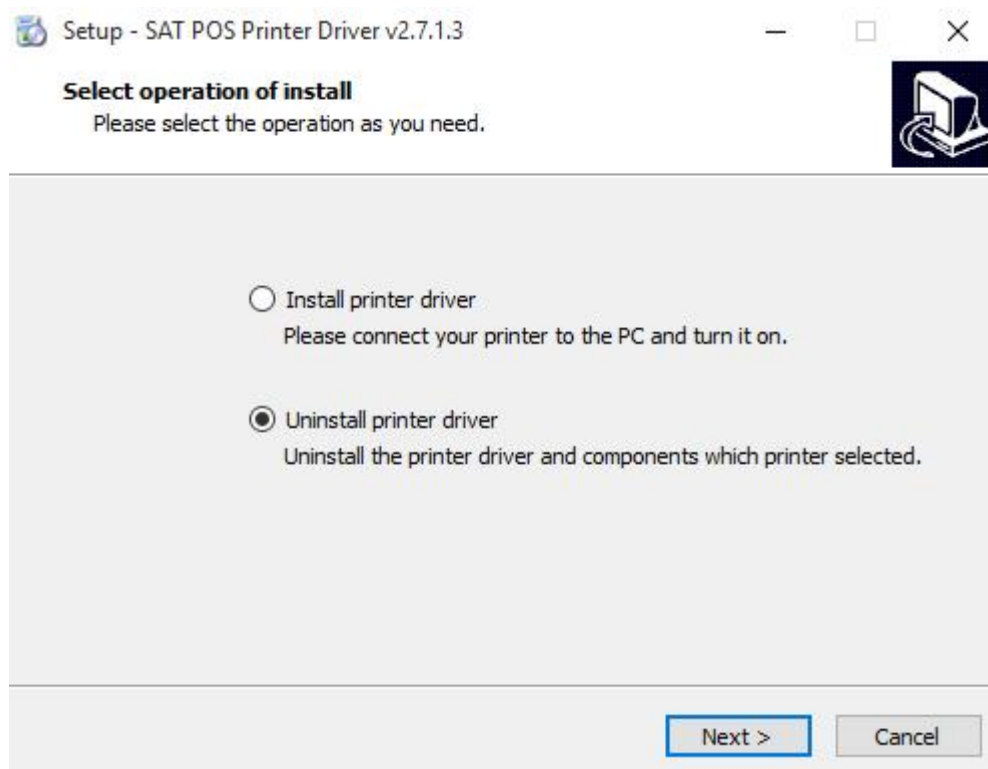 Setup - SAT POS Printer Driver v2.7.1.3
Select operation of install
Please select the operation as you need.
Install printer driver
Please connect your printer to the PC and turn it on.
Uninstall printer driver
Uninstall the printer driver and components which printer selected.
Next >
Cancel